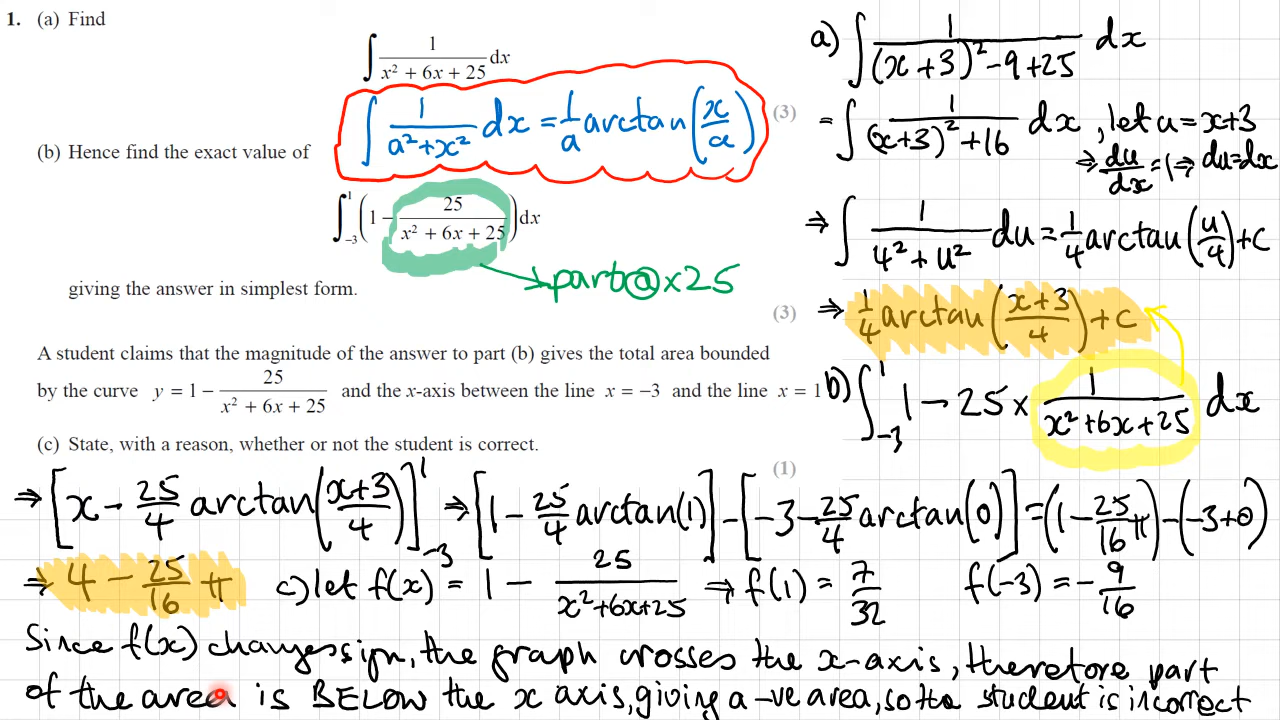 1. (a) Find
∫ 1/(x² + 6x + 25) dx
(3)
∫ 1/(a²+x²) dx = 1/a arctan(x/a)
(b) Hence find the exact value of
∫₋₃¹ (1 − 25/(x² + 6x + 25)) dx
part ⓐ × 25
giving the answer in simplest form.
(3)
A student claims that the magnitude of the answer to part (b) gives the total area bounded
by the curve y = 1 − 25/(x² + 6x + 25) and the x-axis between the line x = −3 and the line x = 1
(c) State, with a reason, whether or not the student is correct.
(1)
a) ∫ 1/((x+3)² −9+25) dx
= ∫ 1/((x+3)² +16) dx , let u = x+3
⇒ du/dx = 1 ⇒ du=dx
⇒ ∫ 1/(4²+u²) du = 1/4 arctan(u/4) + c
⇒ 1/4 arctan((x+3)/4) + c
b) ∫₋₃¹ 1 − 25 × 1/(x²+6x+25) dx
⇒ [x − 25/4 arctan((x+3)/4)]₋₃¹ ⇒ [1 − 25/4 arctan(1)] − [−3 − 25/4 arctan(0)] = (1 − 25/16 π) − (−3+0)
⇒ 4 − 25/16 π
c) let f(x) = 1 − 25/(x²+6x+25) ⇒ f(1) = 7/32 f(−3) = −9/16
Since f(x) changes sign, the graph crosses the x-axis, therefore part
of the area is BELOW the x axis, giving a -ve area, so the student is incorrect